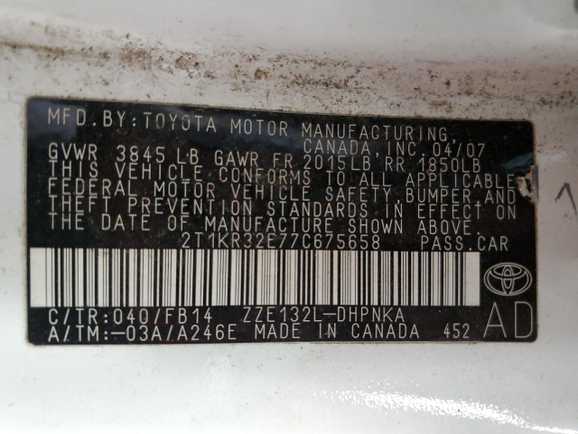 MFD. BY: TOYOTA MOTOR MANUFACTURING,
CANADA, INC. 04/07
GVWR 3845 LB GAWR FR 2015LB RR 1850LB
THIS VEHICLE CONFORMS TO ALL APPLICABLE
FEDERAL MOTOR VEHICLE SAFETY, BUMPER, AND
THEFT PREVENTION STANDARDS IN EFFECT ON
THE DATE OF MANUFACTURE SHOWN ABOVE.
2T1KR32E77C675658 PASS. CAR
C/TR: 040/FB14 ZZE132L-DHPNKA
A/TM: -03A/A246E MADE IN CANADA 452
AD